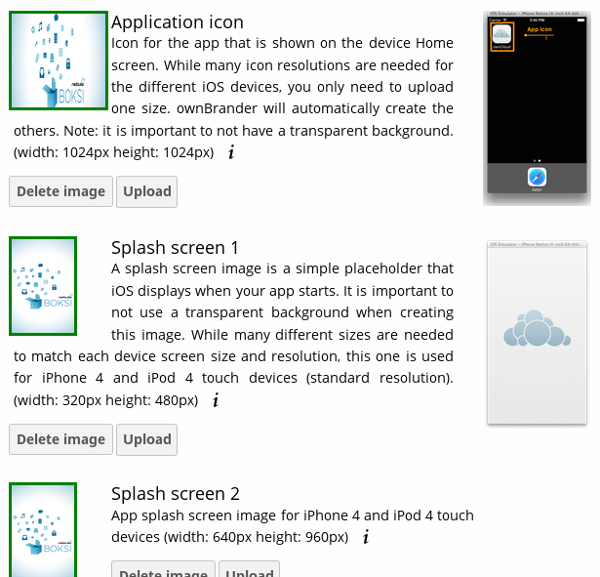 Application icon
Icon for the app that is shown on the device Home
screen. While many icon resolutions are needed for
the different iOS devices, you only need to upload
one size. ownBrander will automatically create the
others. Note: it is important to not have a transparent background.
(width: 1024px height: 1024px) i
nebula
BOKSI
App icon
ownCloud
Safari
Delete image Upload
Splash screen 1
A splash screen image is a simple placeholder that
iOS displays when your app starts. It is important to
not use a transparent background when creating
this image. While many different sizes are needed
to match each device screen size and resolution, this one is used
for iPhone 4 and iPod 4 touch devices (standard resolution).
(width: 320px height: 480px) i
BOKSI
Delete image Upload
Splash screen 2
App splash screen image for iPhone 4 and iPod 4 touch
devices (width: 640px height: 960px) i
BOKSI
Delete image Upload